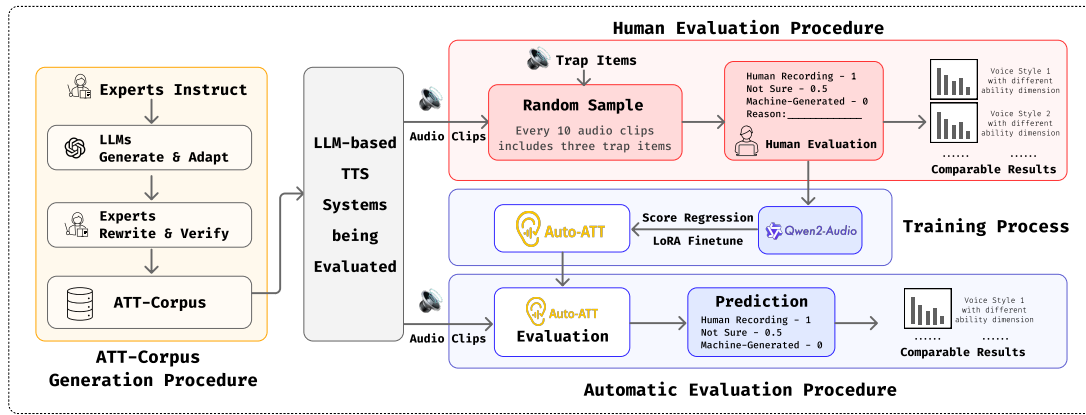 Human Evaluation Procedure
Experts Instruct
LLMs
Generate & Adapt
Experts
Rewrite & Verify
ATT-Corpus
ATT-Corpus
Generation Procedure
LLM-based
TTS
Systems
being
Evaluated
Audio Clips
Trap Items
Random Sample
Every 10 audio clips
includes three trap items
Human Recording - 1
Not Sure - 0.5
Machine-Generated - 0
Reason:_____________
Human Evaluation
Voice Style 1
with different
ability dimension
Voice Style 2
with different
ability dimension
...... ......
Comparable Results
Auto-ATT
Score Regression
LoRA Finetune
Qwen2-Audio
Training Process
Audio Clips
Auto-ATT
Evaluation
Prediction
Human Recording - 1
Not Sure - 0.5
Machine-Generated - 0
Voice Style 1
with different
ability dimension
...... ......
Comparable Results
Automatic Evaluation Procedure